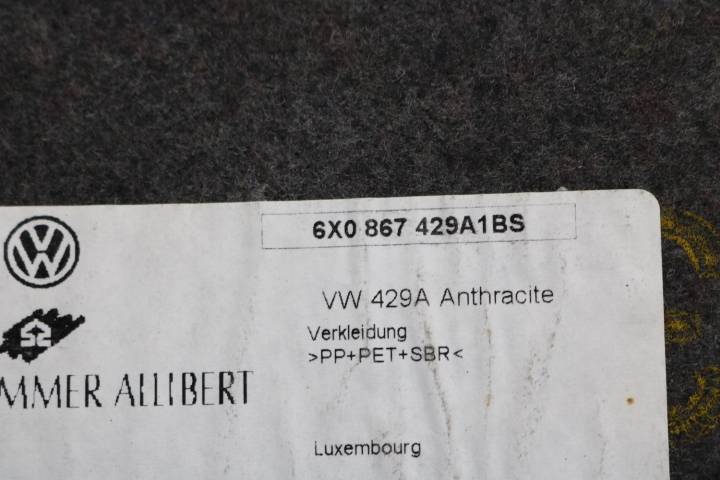 6X0 867 429A1BS
VW 429A Anthracite
Verkleidung
>PP+PET+SBR<
MMER ALLIBERT
Luxembourg